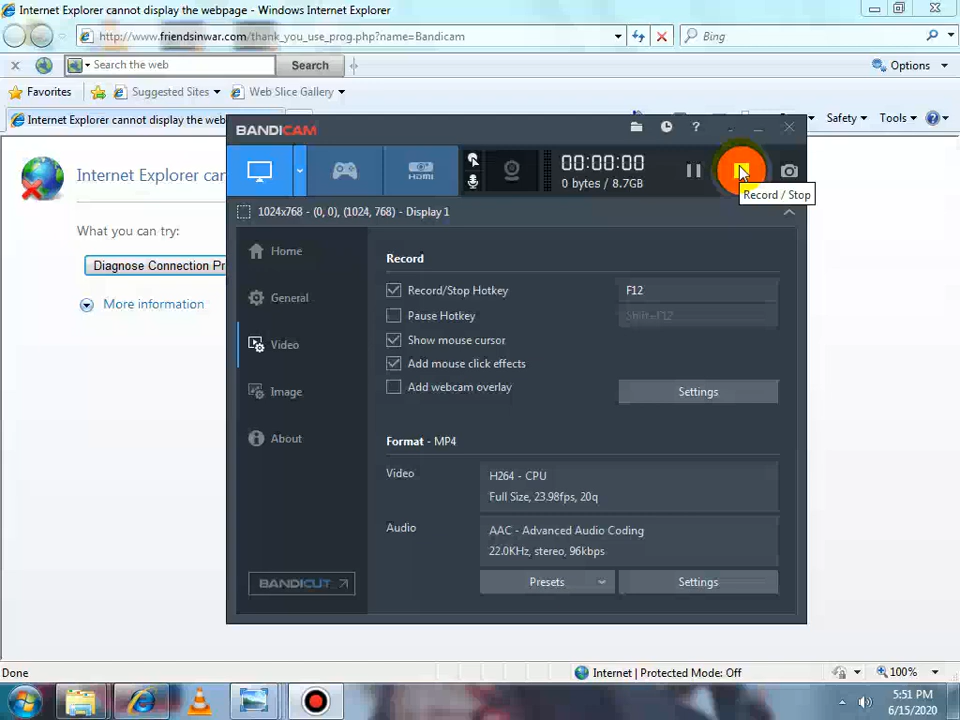 Internet Explorer cannot display the webpage - Windows Internet Explorer
http://www.friendsinwar.com/thank_you_use_prog.php?name=Bandicam
Bing
Search the web
Search
Options
Favorites
Suggested Sites
Web Slice Gallery
Internet Explorer cannot display the web
Safety
Tools
BANDICAM
HDMI
00:00:00
0 bytes / 8.7GB
Record / Stop
1024x768 - (0, 0), (1024, 768) - Display 1
Internet Explorer car
What you can try:
Diagnose Connection Pr
More information
Home
General
Video
Image
About
BANDICUT
Record
Record/Stop Hotkey
F12
Pause Hotkey
Shift+F12
Show mouse cursor
Add mouse click effects
Add webcam overlay
Settings
Format - MP4
Video
H264 - CPU
Full Size, 23.98fps, 20q
Audio
AAC - Advanced Audio Coding
22.0KHz, stereo, 96kbps
Presets
Settings
Done
Internet | Protected Mode: Off
100%
5:51 PM
6/15/2020